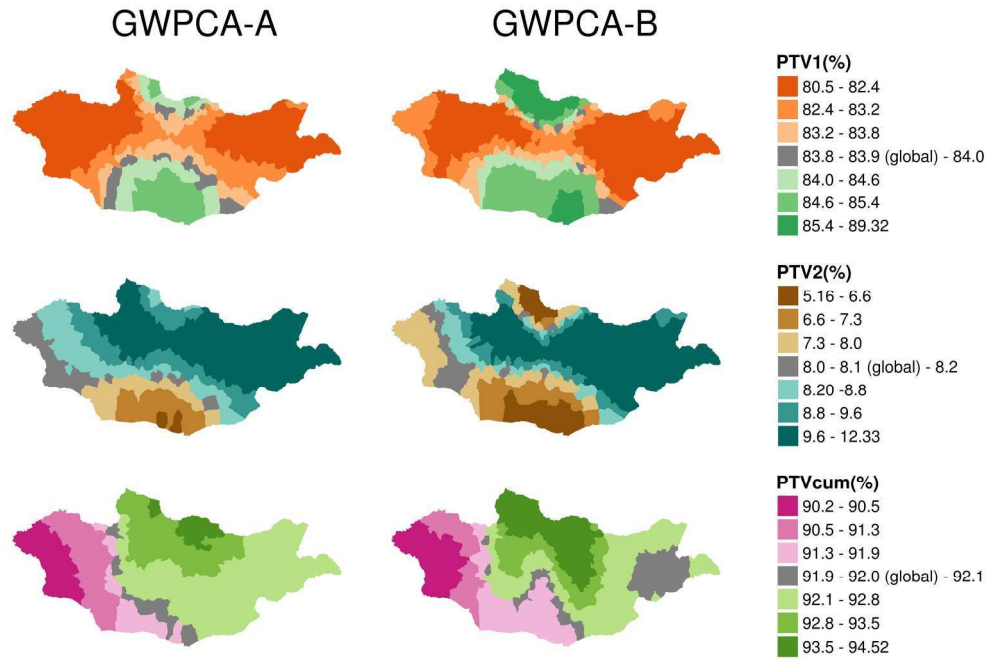 GWPCA-A
GWPCA-B
PTV1(%)
80.5 - 82.4
82.4 - 83.2
83.2 - 83.8
83.8 - 83.9 (global) - 84.0
84.0 - 84.6
84.6 - 85.4
85.4 - 89.32
PTV2(%)
5.16 - 6.6
6.6 - 7.3
7.3 - 8.0
8.0 - 8.1 (global) - 8.2
8.20 -8.8
8.8 - 9.6
9.6 - 12.33
PTVcum(%)
90.2 - 90.5
90.5 - 91.3
91.3 - 91.9
91.9 - 92.0 (global) - 92.1
92.1 - 92.8
92.8 - 93.5
93.5 - 94.52